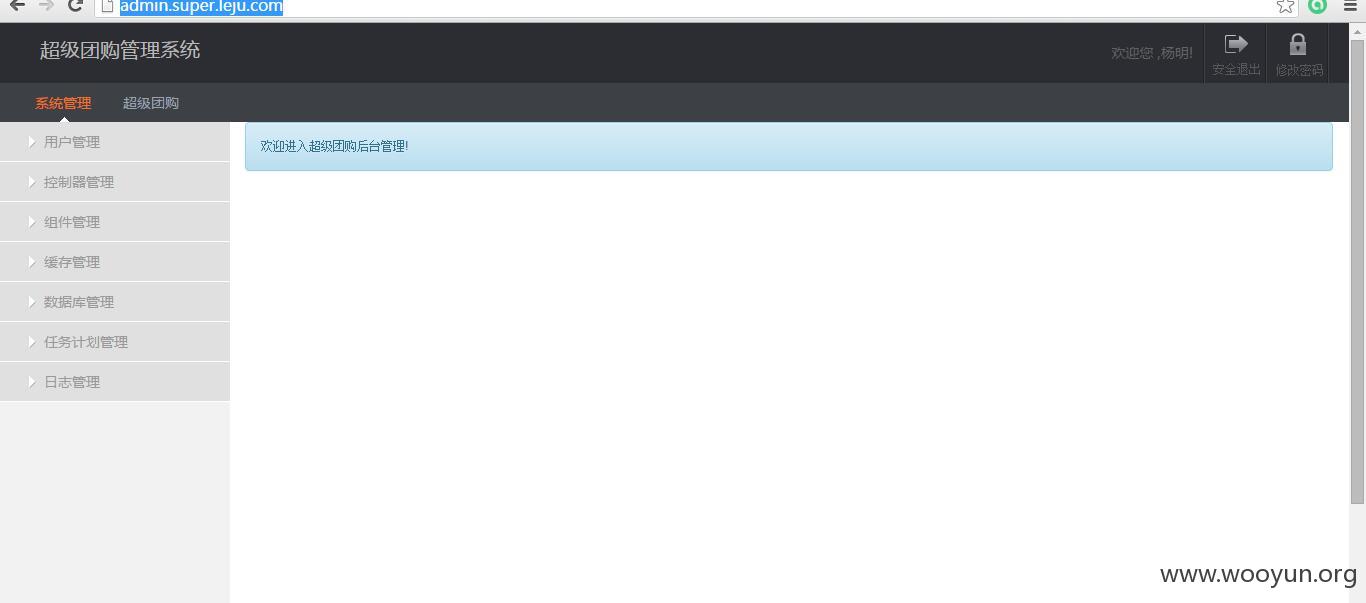 admin.super.leju.com
超级团购管理系统
欢迎您 ,杨明!
安全退出
修改密码
系统管理
超级团购
用户管理
欢迎进入超级团购后台管理!
控制器管理
组件管理
缓存管理
数据库管理
任务计划管理
日志管理
www.wooyun.org